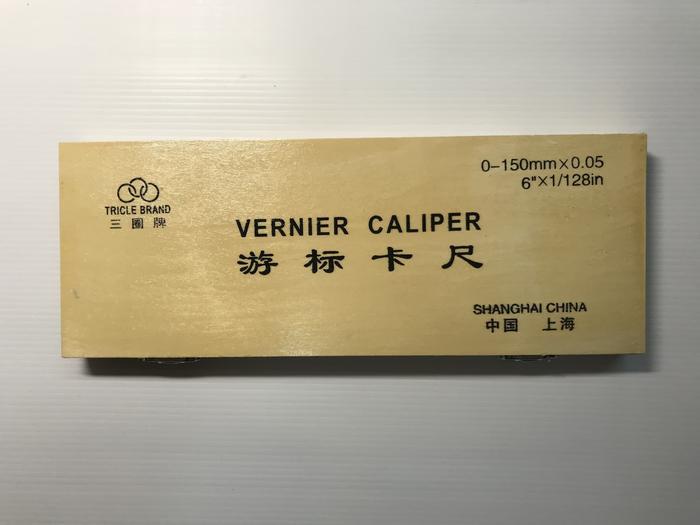 TRICLE BRAND
三圈牌
0-150mm×0.05
6"×1/128in
VERNIER CALIPER
游标卡尺
SHANGHAI CHINA
中国 上海